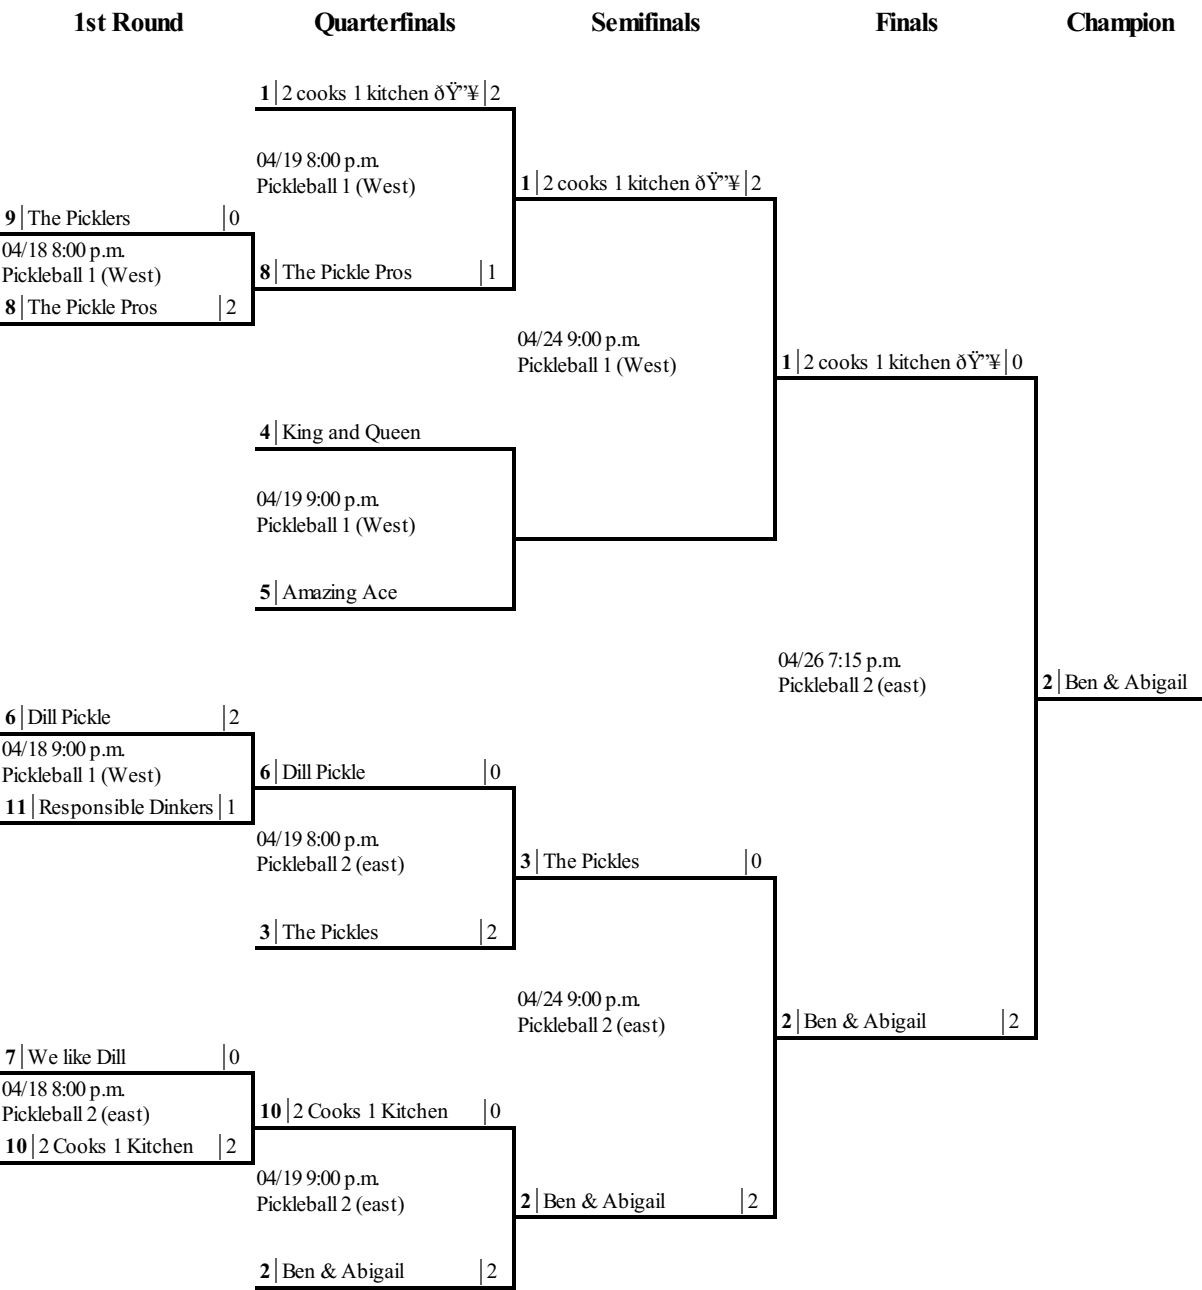 1st Round Quarterfinals Semifinals Finals Champion
1 2 cooks 1 kitchen ðŸ”¥ 2
04/19 8:00 p.m.
Pickleball 1 (West)
1 2 cooks 1 kitchen ðŸ”¥ 2
9 The Picklers 0
04/18 8:00 p.m.
Pickleball 1 (West)
8 The Pickle Pros 1
8 The Pickle Pros 2
04/24 9:00 p.m.
Pickleball 1 (West)
1 2 cooks 1 kitchen ðŸ”¥ 0
4 King and Queen
04/19 9:00 p.m.
Pickleball 1 (West)
5 Amazing Ace
04/26 7:15 p.m.
Pickleball 2 (east)
2 Ben & Abigail
6 Dill Pickle 2
04/18 9:00 p.m.
Pickleball 1 (West)
6 Dill Pickle 0
11 Responsible Dinkers 1
04/19 8:00 p.m.
Pickleball 2 (east)
3 The Pickles 0
3 The Pickles 2
04/24 9:00 p.m.
Pickleball 2 (east)
2 Ben & Abigail 2
7 We like Dill 0
04/18 8:00 p.m.
Pickleball 2 (east)
10 2 Cooks 1 Kitchen 0
10 2 Cooks 1 Kitchen 2
04/19 9:00 p.m.
Pickleball 2 (east)
2 Ben & Abigail 2
2 Ben & Abigail 2